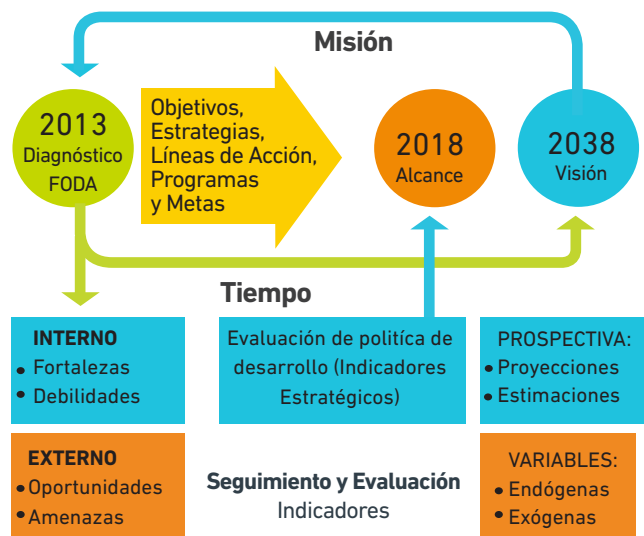 Misión
2013
Diagnóstico
FODA
Objetivos,
Estrategias,
Líneas de Acción,
Programas
y Metas
2018
Alcance
2038
Visión
Tiempo
INTERNO
• Fortalezas
• Debilidades
Evaluación de politíca de
desarrollo (Indicadores
Estratégicos)
PROSPECTIVA:
• Proyecciones
• Estimaciones
EXTERNO
• Oportunidades
• Amenazas
Seguimiento y Evaluación
Indicadores
VARIABLES:
• Endógenas
• Exógenas